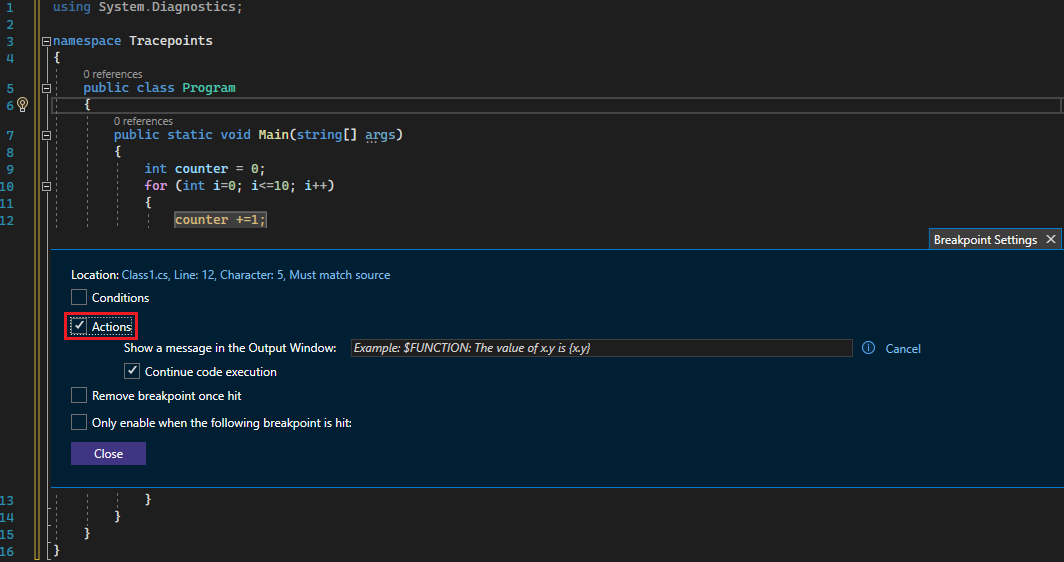 1 using System.Diagnostics;
2
3 namespace Tracepoints
4 {
0 references
5 public class Program
6 {
0 references
7 public static void Main(string[] args)
8 {
9 int counter = 0;
10 for (int i=0; i<=10; i++)
11 {
12 counter +=1;
Breakpoint Settings
Location: Class1.cs, Line: 12, Character: 5, Must match source
Conditions
Actions
Show a message in the Output Window: Example: $FUNCTION: The value of x.y is {x.y} Cancel
Continue code execution
Remove breakpoint once hit
Only enable when the following breakpoint is hit:
Close
13 }
14 }
15 }
16 }